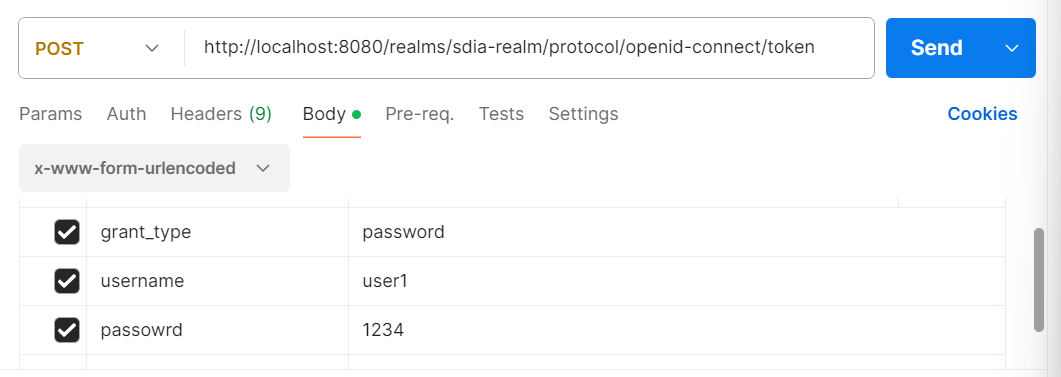 POST http://localhost:8080/realms/sdia-realm/protocol/openid-connect/token Send
Params Auth Headers (9) Body Pre-req. Tests Settings Cookies
x-www-form-urlencoded
grant_type password
username user1
passowrd 1234